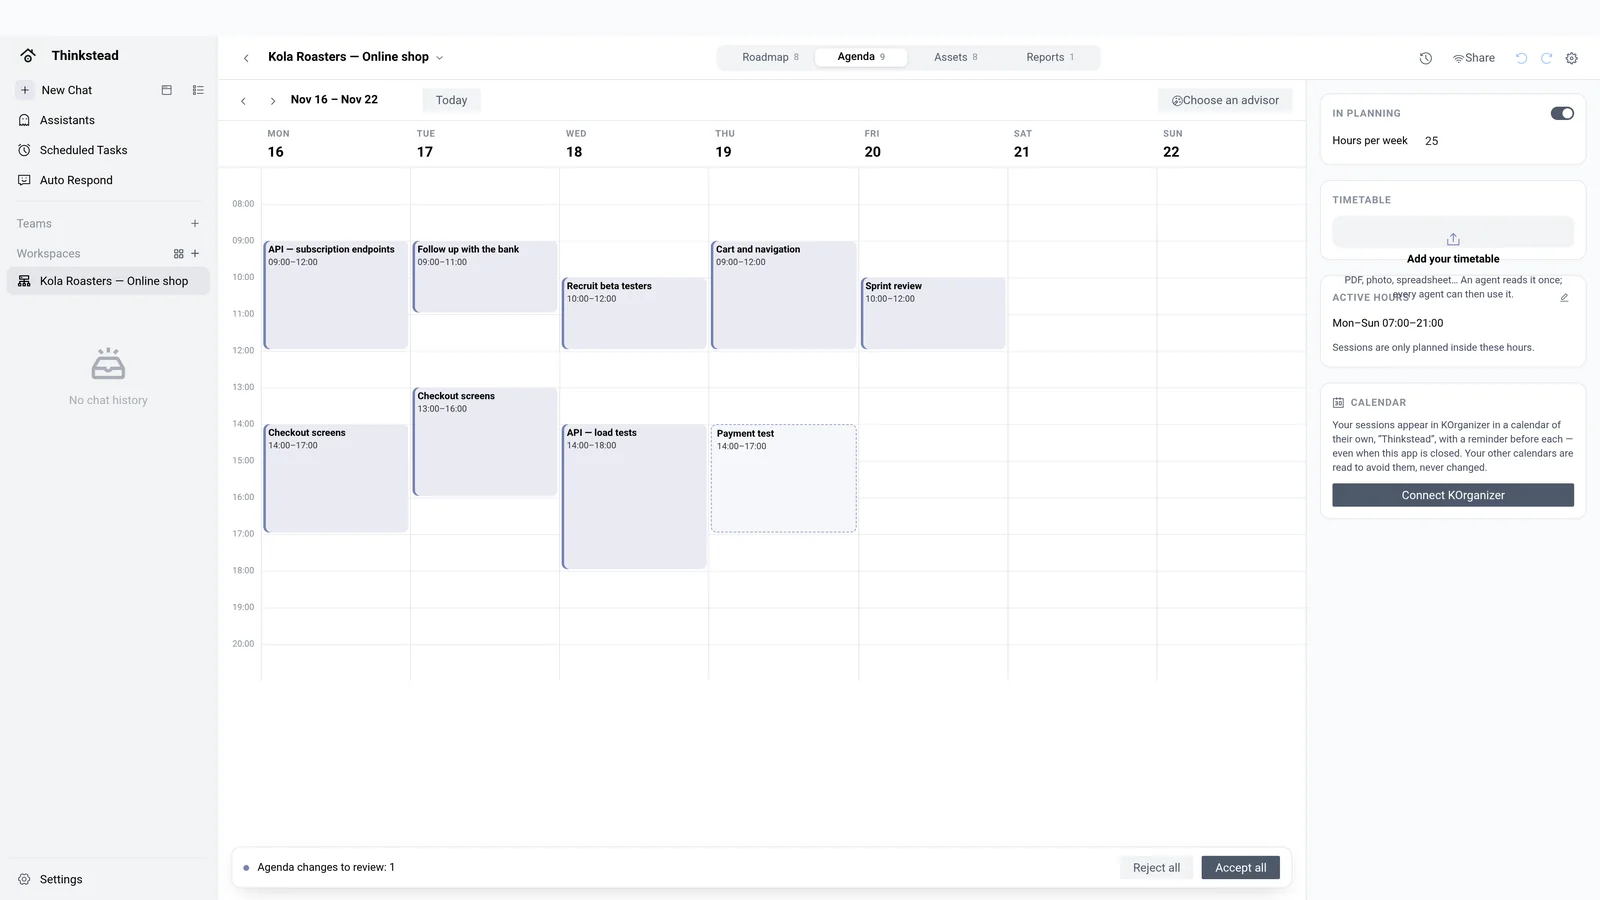 Thinkstead
New Chat
Assistants
Scheduled Tasks
Auto Respond
Teams
Workspaces
Kola Roasters — Online shop
No chat history
Settings
Kola Roasters — Online shop
Roadmap 8
Agenda 9
Assets 8
Reports 1
Share
Nov 16 – Nov 22
Today
Choose an advisor
MON
16
TUE
17
WED
18
THU
19
FRI
20
SAT
21
SUN
22
08:00
09:00
10:00
11:00
12:00
13:00
14:00
15:00
16:00
17:00
18:00
19:00
20:00
API — subscription endpoints
09:00–12:00
Checkout screens
14:00–17:00
Follow up with the bank
09:00–11:00
Checkout screens
13:00–16:00
Recruit beta testers
10:00–12:00
API — load tests
14:00–18:00
Cart and navigation
09:00–12:00
Payment test
14:00–17:00
Sprint review
10:00–12:00
Agenda changes to review: 1
Reject all
Accept all
IN PLANNING
Hours per week 25
TIMETABLE
Add your timetable
PDF, photo, spreadsheet... An agent reads it once;
every agent can then use it.
ACTIVE HOURS
Mon–Sun 07:00–21:00
Sessions are only planned inside these hours.
CALENDAR
Your sessions appear in KOrganizer in a calendar of
their own, “Thinkstead”, with a reminder before each —
even when this app is closed. Your other calendars are
read to avoid them, never changed.
Connect KOrganizer